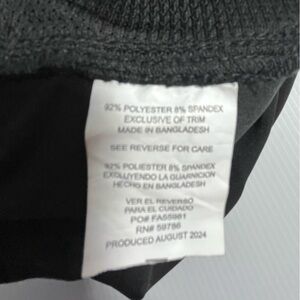 92% POLYESTER 8% SPANDEX
EXCLUSIVE OF TRIM
MADE IN BANGLADESH
SEE REVERSE FOR CARE
92% POLIESTER 8% SPANDEX
EXCLUYENDO LA GUARNICION
HECHO EN BANGLADESH
VER EL REVERSO
PARA EL CUIDADO
PO# FA55981
RN# 59786
PRODUCED AUGUST 2024